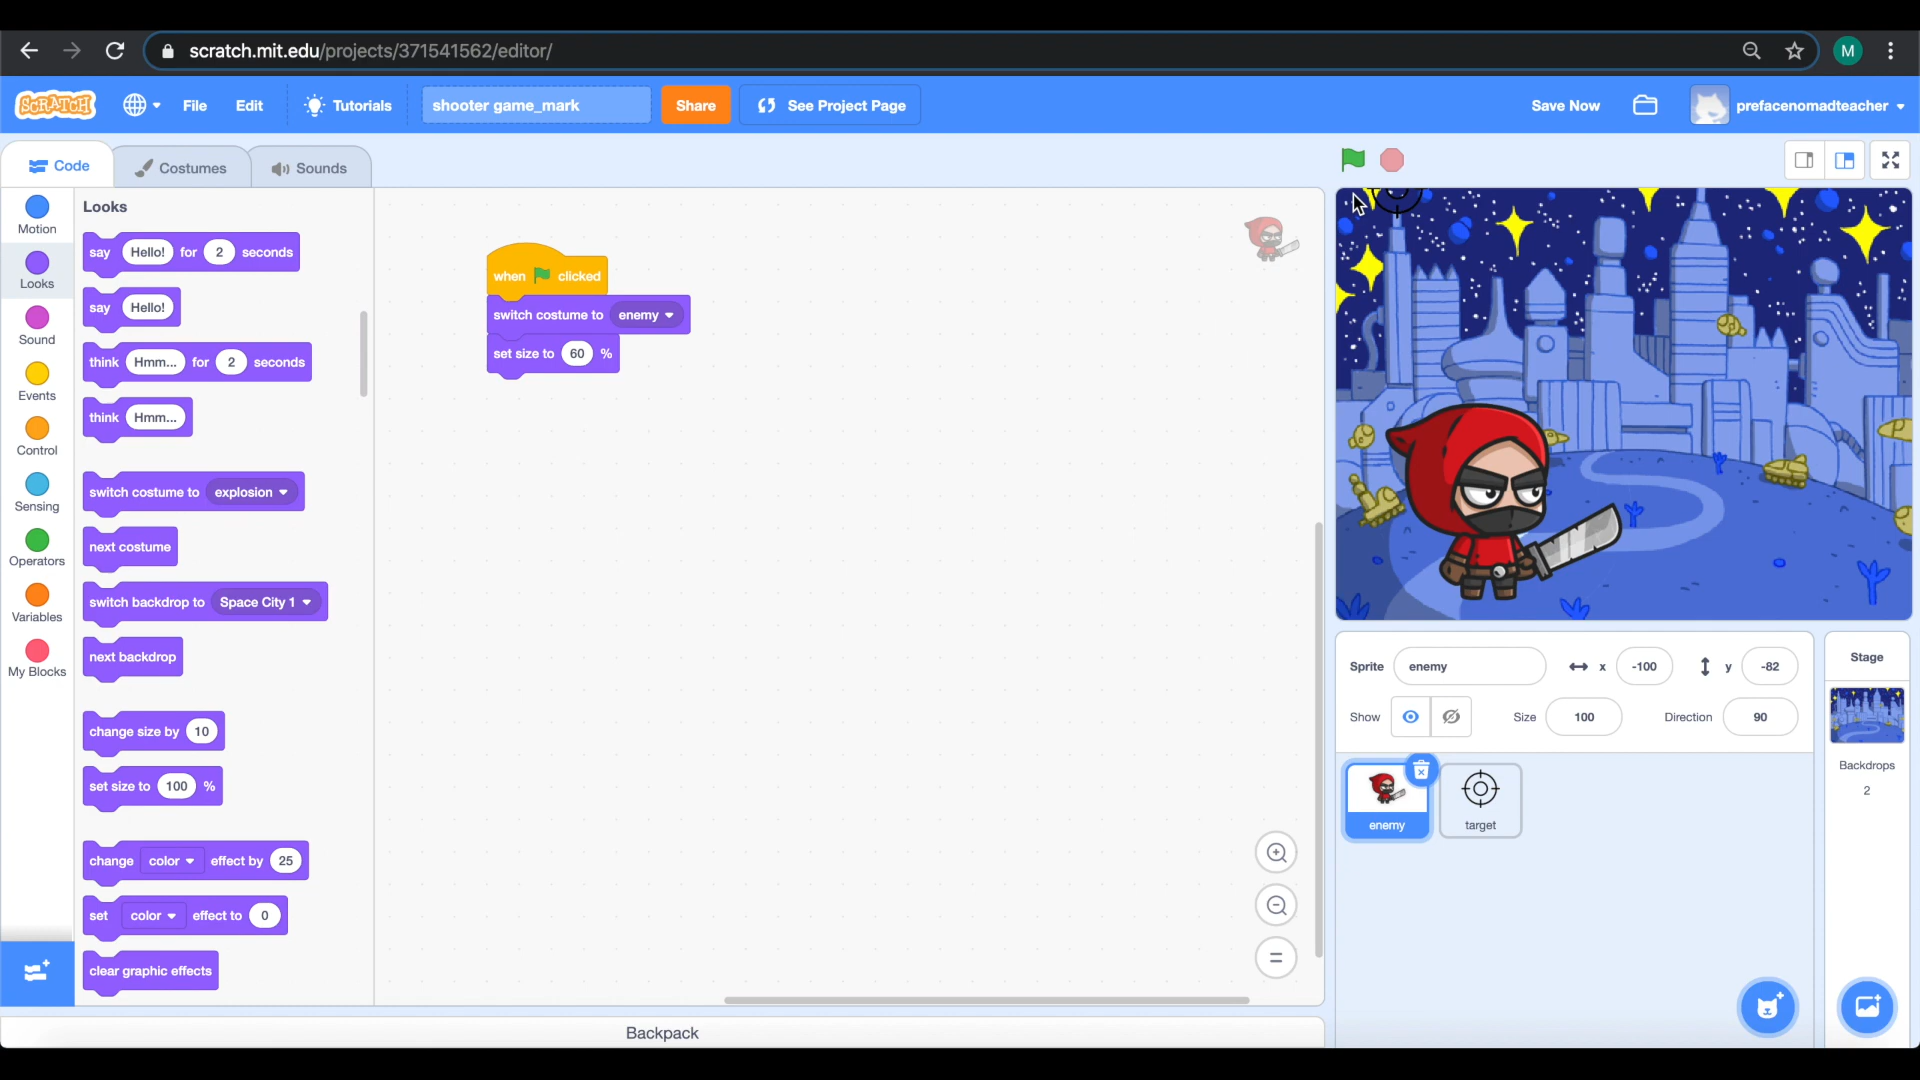 scratch.mit.edu/projects/371541562/editor/
M
SCRATCH
File
Edit
Tutorials
shooter game_mark
Share
See Project Page
Save Now
prefacenomadteacher
Code
Costumes
Sounds
Motion
Looks
Sound
Events
Control
Sensing
Operators
Variables
My Blocks
Looks
say Hello! for 2 seconds
say Hello!
think Hmm... for 2 seconds
think Hmm...
switch costume to explosion
next costume
switch backdrop to Space City 1
next backdrop
change size by 10
set size to 100 %
change color effect by 25
set color effect to 0
clear graphic effects
when clicked
switch costume to enemy
set size to 60 %
Backpack
Sprite enemy x -100 y -82
Show Size 100 Direction 90
enemy
target
Stage
Backdrops
2